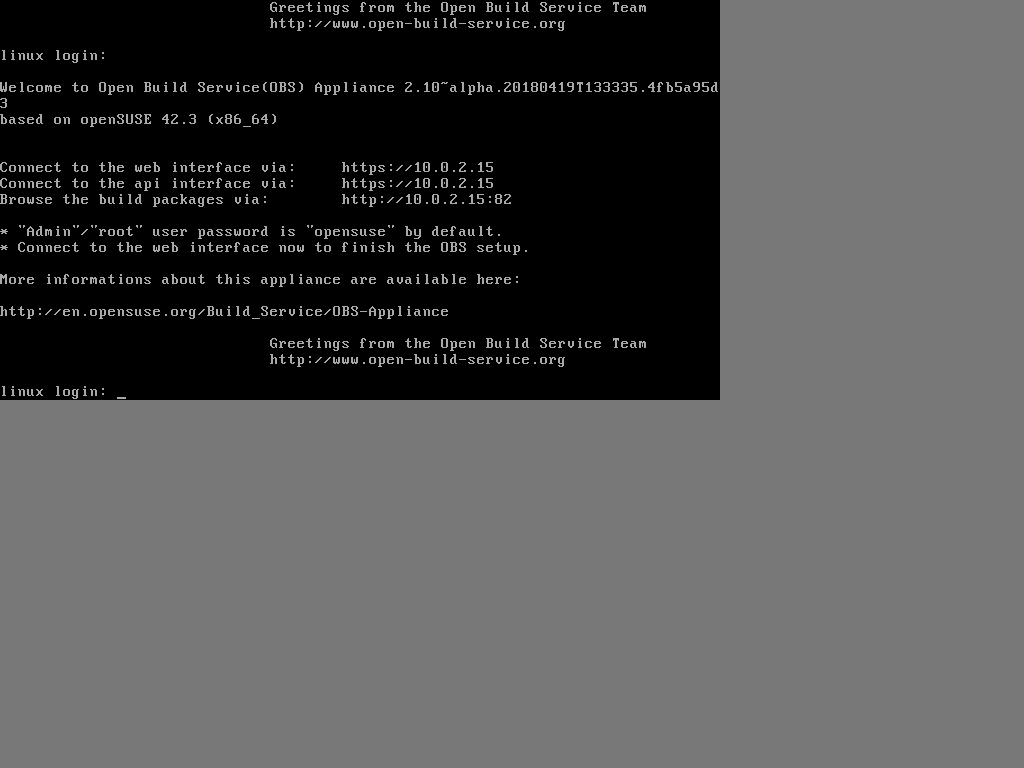 Greetings from the Open Build Service Team
http://www.open-build-service.org
linux login:
Welcome to Open Build Service(OBS) Appliance 2.10~alpha.20180419T133335.4fb5a95d
3
based on openSUSE 42.3 (x86_64)
Connect to the web interface via:     https://10.0.2.15
Connect to the api interface via:     https://10.0.2.15
Browse the build packages via:        http://10.0.2.15:82
* "Admin"/"root" user password is "opensuse" by default.
* Connect to the web interface now to finish the OBS setup.
More informations about this appliance are available here:
http://en.opensuse.org/Build_Service/OBS-Appliance
Greetings from the Open Build Service Team
http://www.open-build-service.org
linux login: _